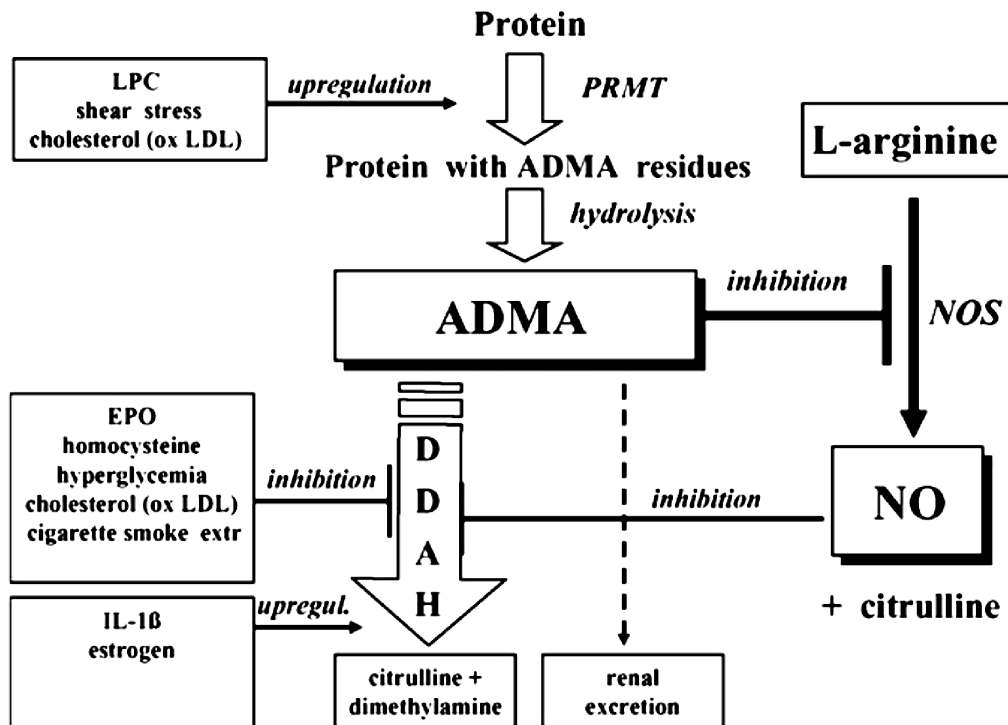 Protein
LPC
shear stress
cholesterol (ox LDL)
upregulation
PRMT
L-arginine
Protein with ADMA residues
hydrolysis
ADMA
inhibition
NOS
EPO
homocysteine
hyperglycemia
cholesterol (ox LDL)
cigarette smoke extr
inhibition
D
D
A
H
inhibition
NO
+ citrulline
IL-1ß
estrogen
upregul.
citrulline +
dimethylamine
renal
excretion